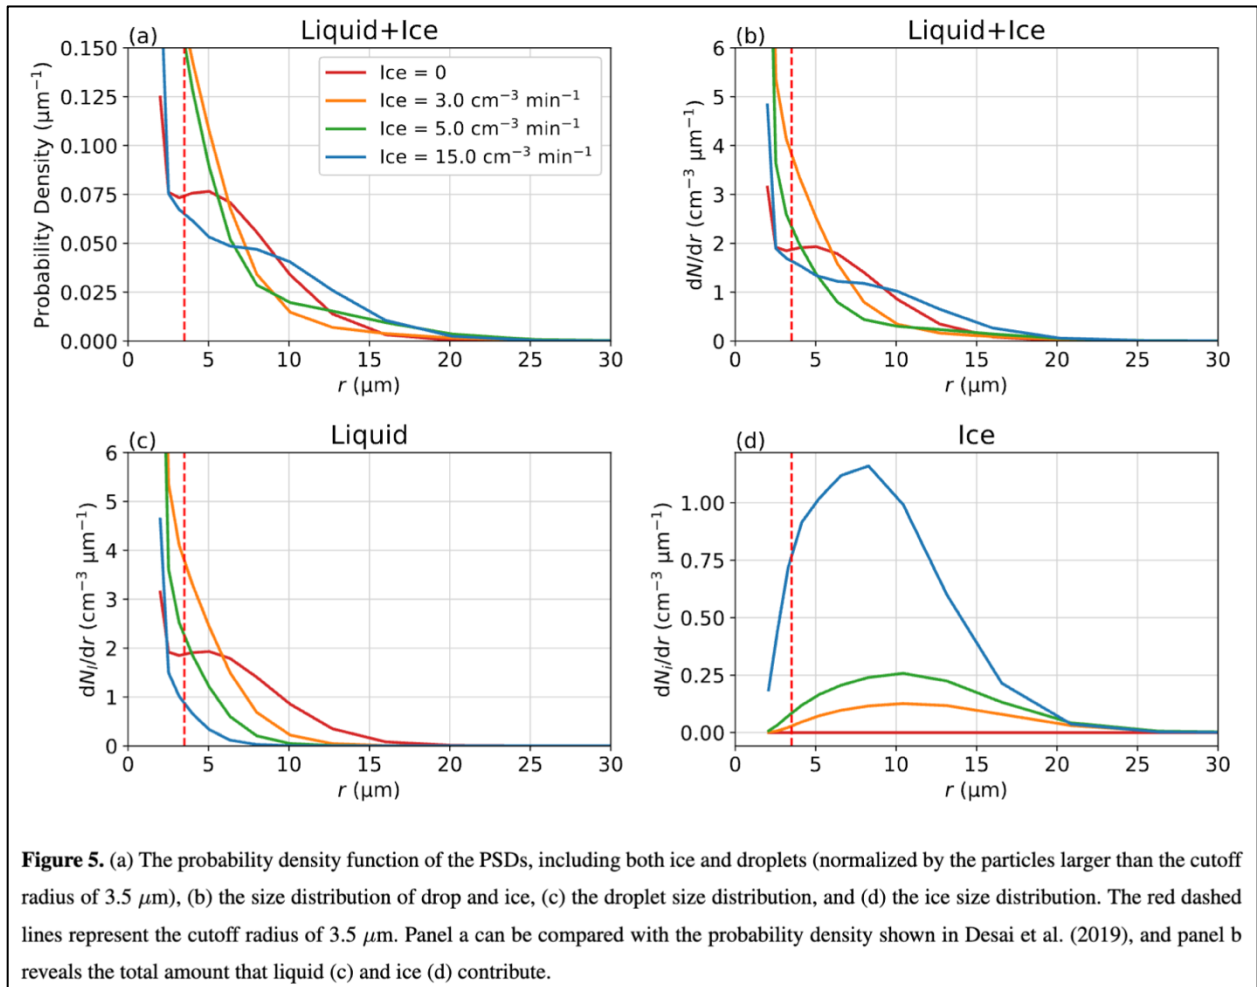 (a) Liquid+Ice
Probability Density (µm⁻¹)
0.150
0.125
0.100
0.075
0.050
0.025
0.000
Ice = 0
Ice = 3.0 cm⁻³ min⁻¹
Ice = 5.0 cm⁻³ min⁻¹
Ice = 15.0 cm⁻³ min⁻¹
0 5 10 15 20 25 30
r (µm)
(b) Liquid+Ice
dN/dr (cm⁻³ µm⁻¹)
6
5
4
3
2
1
0
0 5 10 15 20 25 30
r (µm)
(c) Liquid
dNₗ/dr (cm⁻³ µm⁻¹)
6
5
4
3
2
1
0
0 5 10 15 20 25 30
r (µm)
(d) Ice
dNᵢ/dr (cm⁻³ µm⁻¹)
1.00
0.75
0.50
0.25
0.00
0 5 10 15 20 25 30
r (µm)
Figure 5. (a) The probability density function of the PSDs, including both ice and droplets (normalized by the particles larger than the cutoff
radius of 3.5 µm), (b) the size distribution of drop and ice, (c) the droplet size distribution, and (d) the ice size distribution. The red dashed
lines represent the cutoff radius of 3.5 µm. Panel a can be compared with the probability density shown in Desai et al. (2019), and panel b
reveals the total amount that liquid (c) and ice (d) contribute.